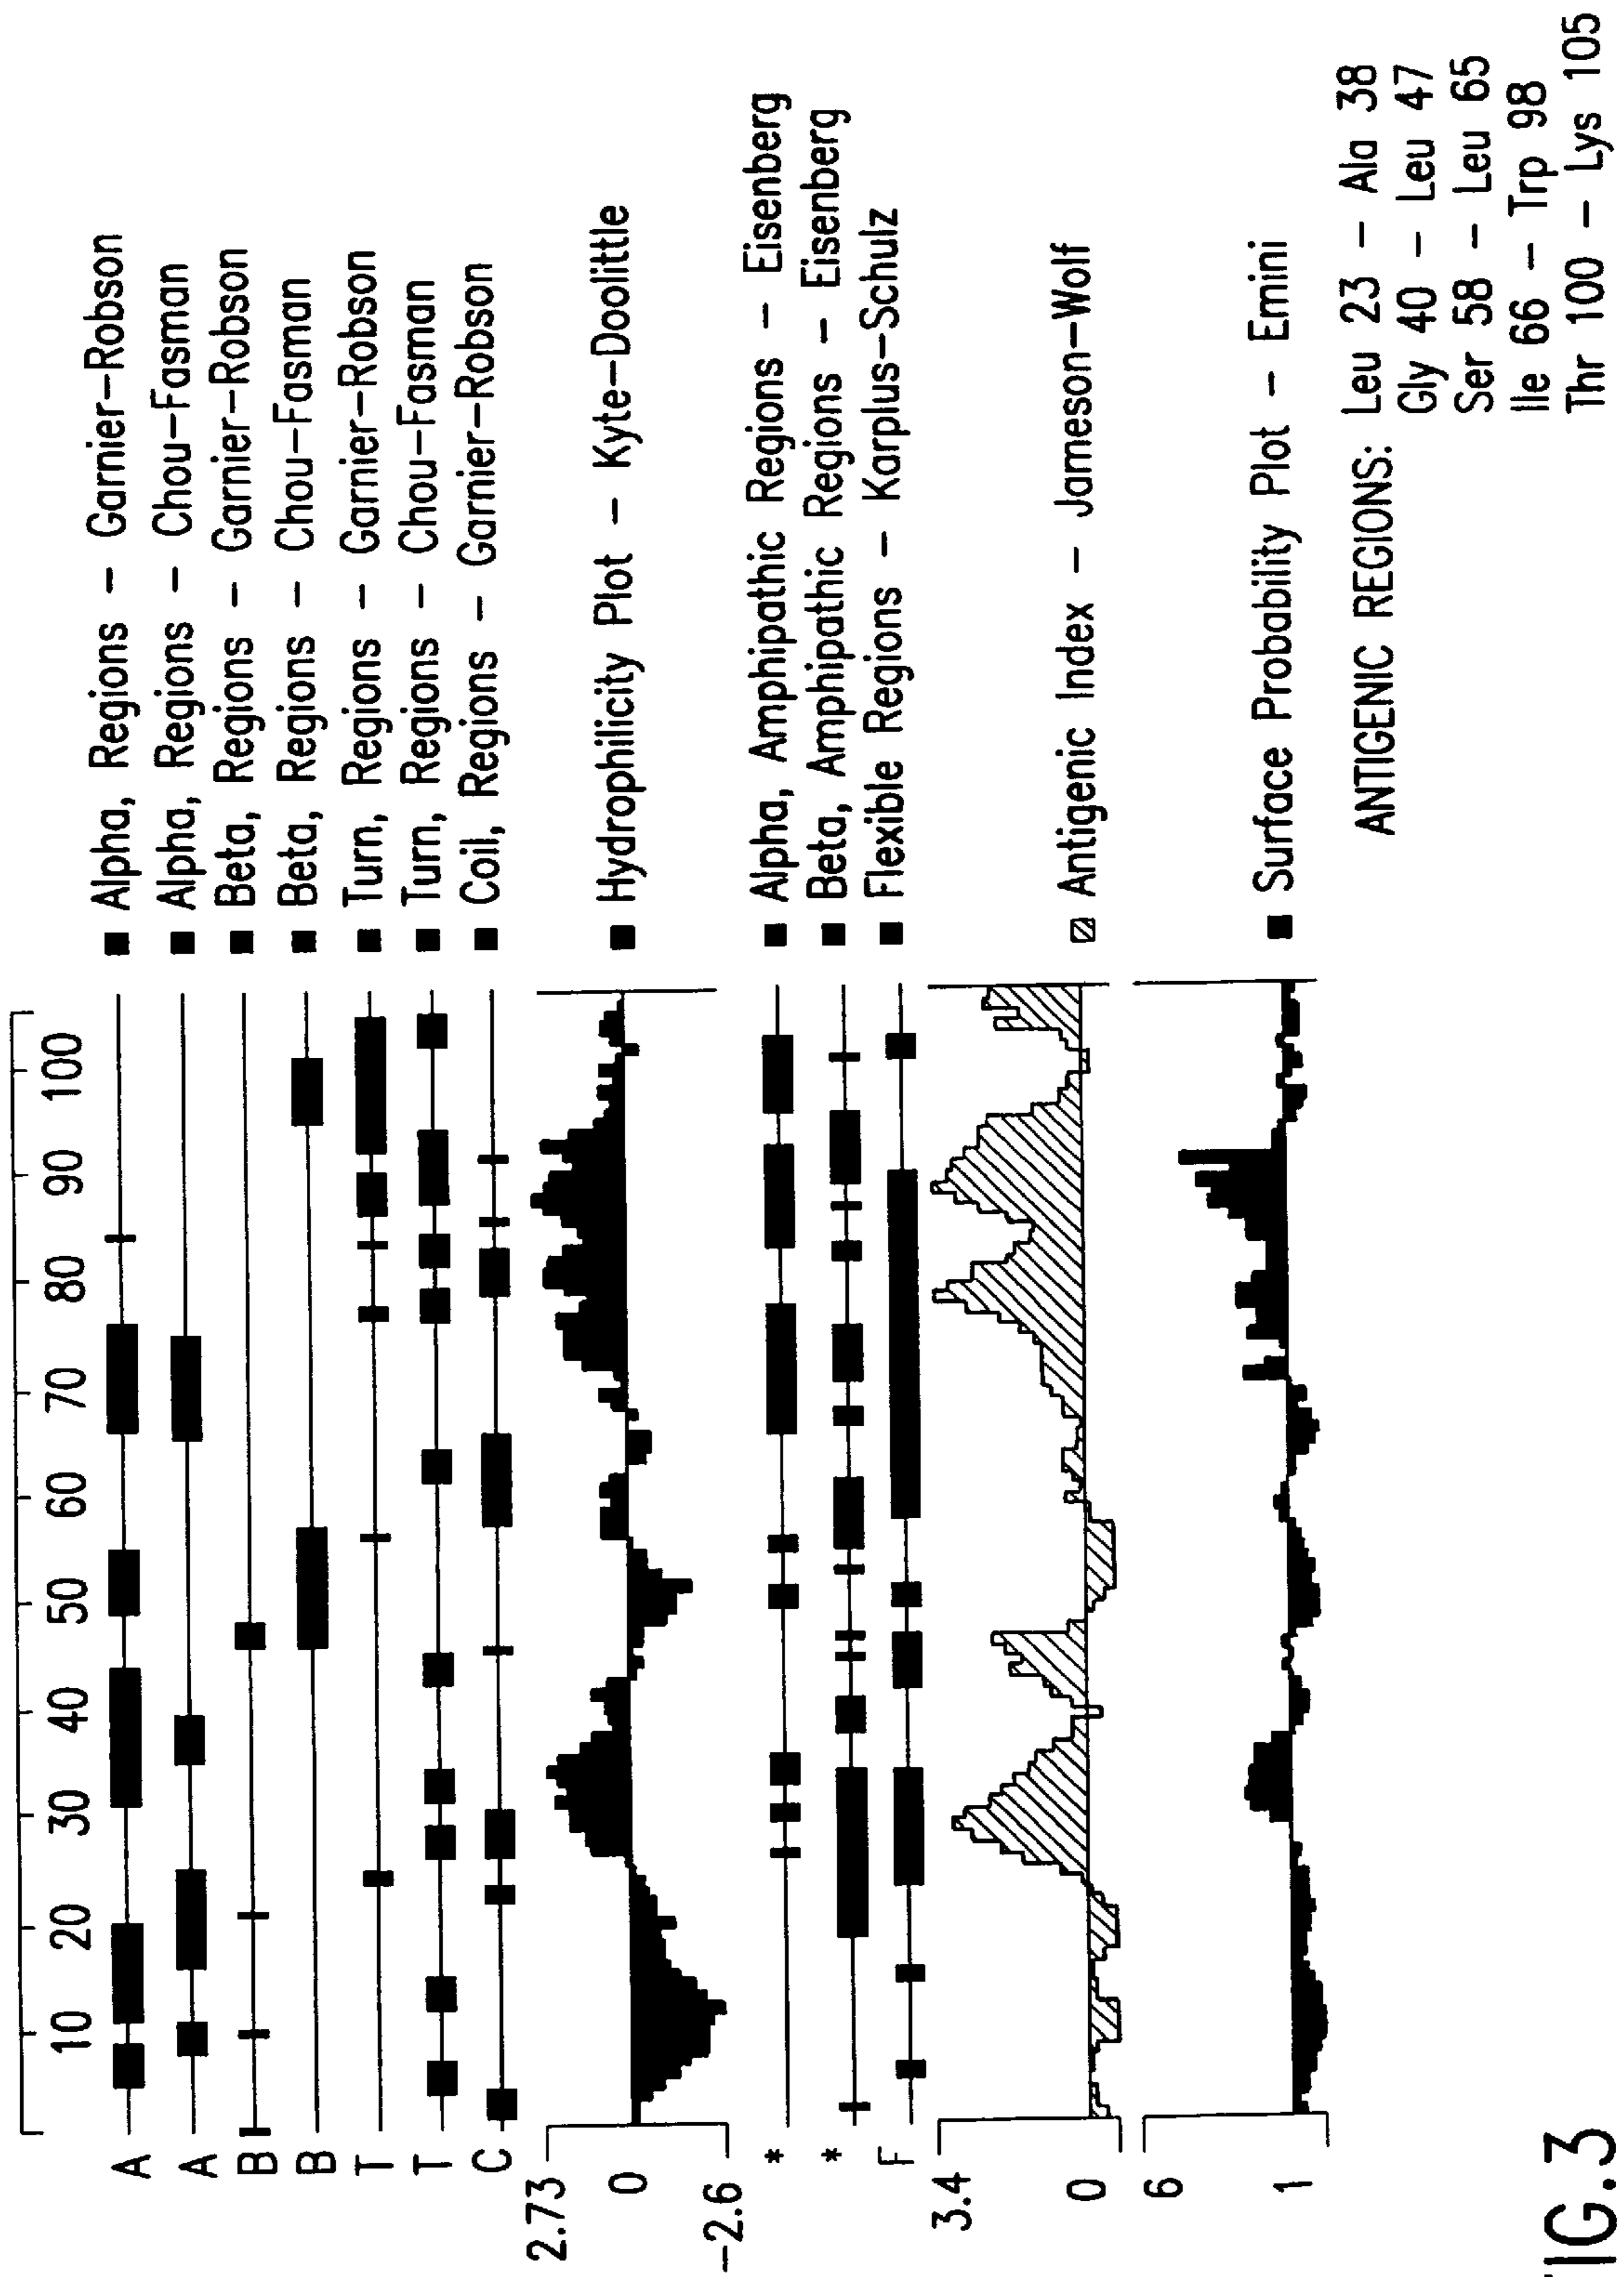 10 20 30 40 50 60 70 80 90 100
A ■ Alpha, Regions – Garnier–Robson
A ■ Alpha, Regions – Chou–Fasman
B ■ Beta, Regions – Garnier–Robson
B ■ Beta, Regions – Chou–Fasman
T ■ Turn, Regions – Garnier–Robson
T ■ Turn, Regions – Chou–Fasman
C ■ Coil, Regions – Garnier–Robson
2.73
0 ■ Hydrophilicity Plot – Kyte–Doolittle
–2.6
* ■ Alpha, Amphipathic Regions – Eisenberg
* ■ Beta, Amphipathic Regions – Eisenberg
F ■ Flexible Regions – Karplus–Schulz
3.4
0 Antigenic Index – Jameson–Wolf
6
1 ■ Surface Probability Plot – Emini
ANTIGENIC REGIONS: Leu 23 – Ala 38
Gly 40 – Leu 47
Ser 58 – Leu 65
Ile 66 – Trp 98
Thr 100 – Lys 105
FIG.3